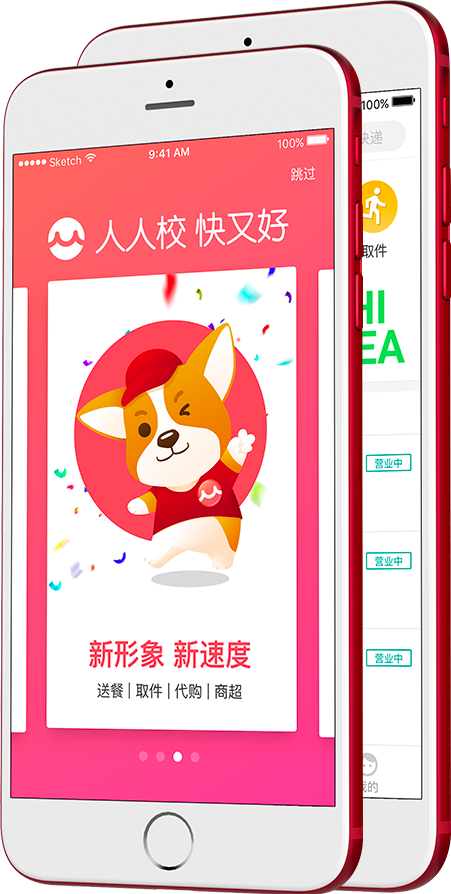 ●●●●● Sketch
9:41 AM
100%
跳过
人人校 快又好
新形象 新速度
送餐 | 取件 | 代购 | 商超
100%
快递
取件
HI
EA
营业中
营业中
营业中
我的